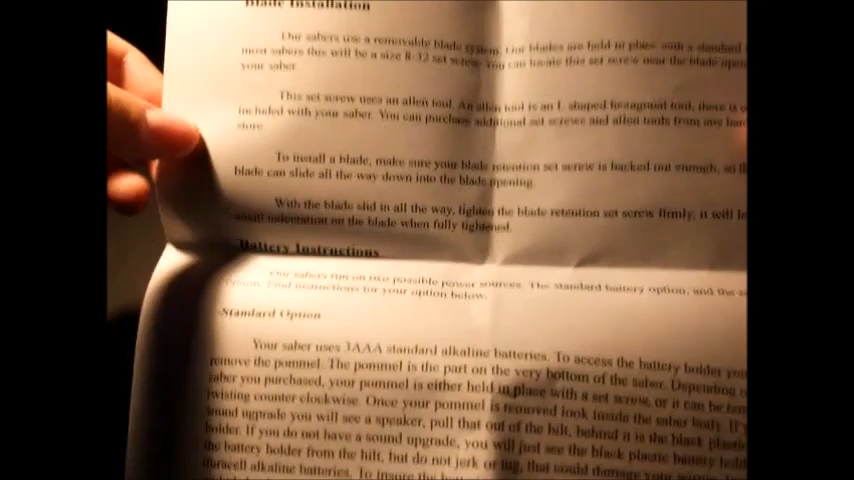 Blade Installation
Our sabers use a removable blade system. Our blades are held in place with a standard
most sabers this will be a size 8-32 set screw. You can locate this set screw near the blade open
your saber.
This set screw uses an allen tool. An allen tool is an L shaped hexagonal tool, there is o
included with your saber. You can purchase additional set screws and allen tools from any har
store.
To install a blade, make sure your blade retention set screw is backed out enough, so
blade can slide all the way down into the blade opening.
With the blade slid in all the way, tighten the blade retention set screw firmly, it will le
small indentation on the blade when fully tightened.
Battery Instructions
Our sabers run on two possible power sources. The standard battery option, and the
option. Find instructions for your option below.
-Standard Option
Your saber uses 3AAA standard alkaline batteries. To access the battery holder you
remove the pommel. The pommel is the part on the very bottom of the saber. Depending
saber you purchased, your pommel is either held in place with a set screw, or it can be
twisting counter clockwise. Once your pommel is removed look inside the saber body. If
sound upgrade you will see a speaker, pull that out of the hilt, behind it is the black plastic
holder. If you do not have a sound upgrade, you will just see the black plastic battery hold
the battery holder from the hilt, but do not jerk or tug, that could damage your
duracell alkaline batteries. To insure the